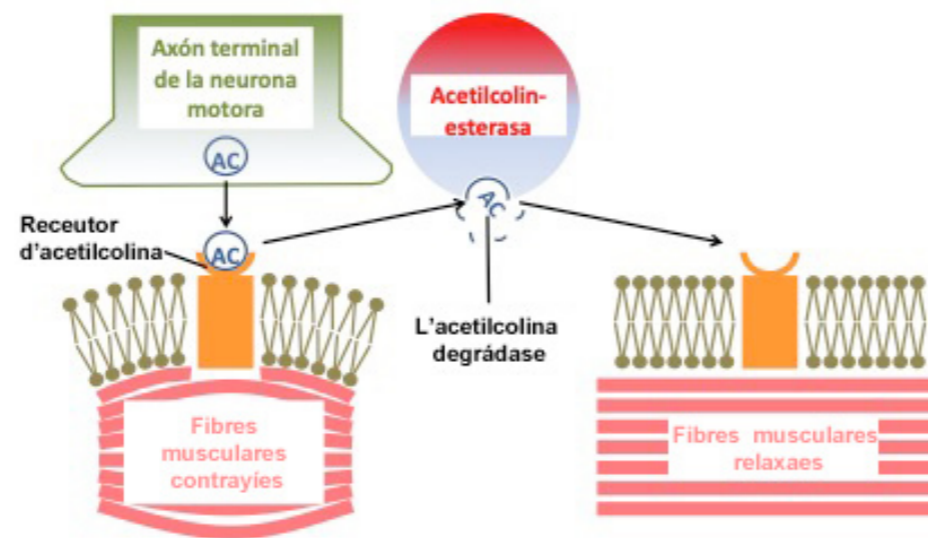 Axón terminal
de la neurona
motora
AC
Acetilcolin-
esterasa
AC
Receutor
d'acetilcolina
AC
L'acetilcolina
degrádase
Fibres
musculares
contrayíes
Fibres musculares
relaxaes